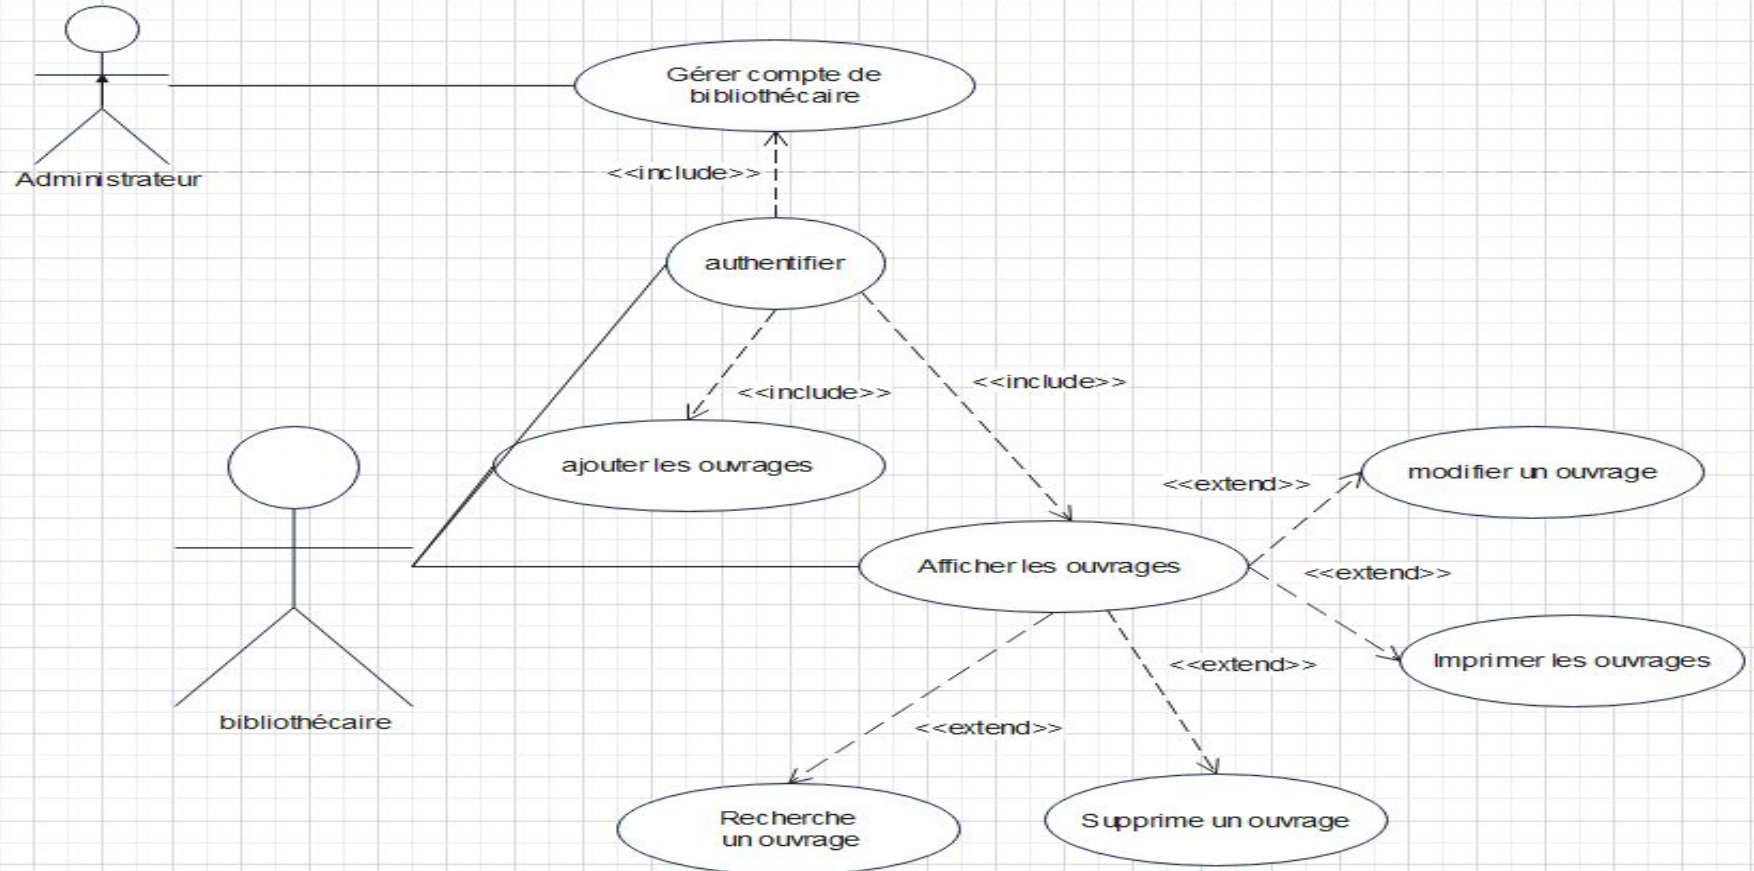 Gérer compte de
bibliothécaire
Administrateur
<<include>>
authentifier
<<include>>
<<include>>
ajouter les ouvrages
modifier un ouvrage
<<extend>>
Afficher les ouvrages
<<extend>>
Imprimer les ouvrages
<<extend>>
bibliothécaire
<<extend>>
Recherche
un ouvrage
Supprime un ouvrage